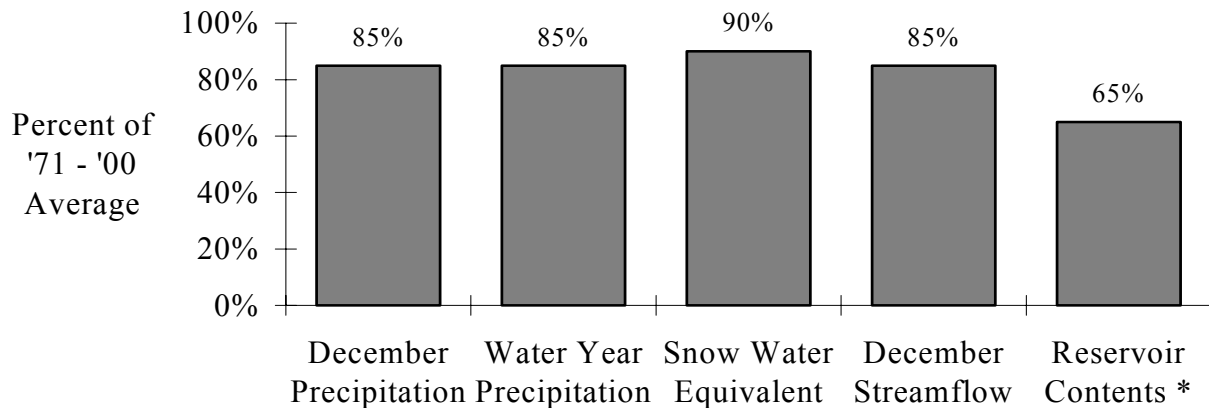 100%
80%
60%
40%
20%
0%
Percent of
'71 - '00
Average
85%
85%
90%
85%
65%
December
Precipitation
Water Year
Precipitation
Snow Water
Equivalent
December
Streamflow
Reservoir
Contents *